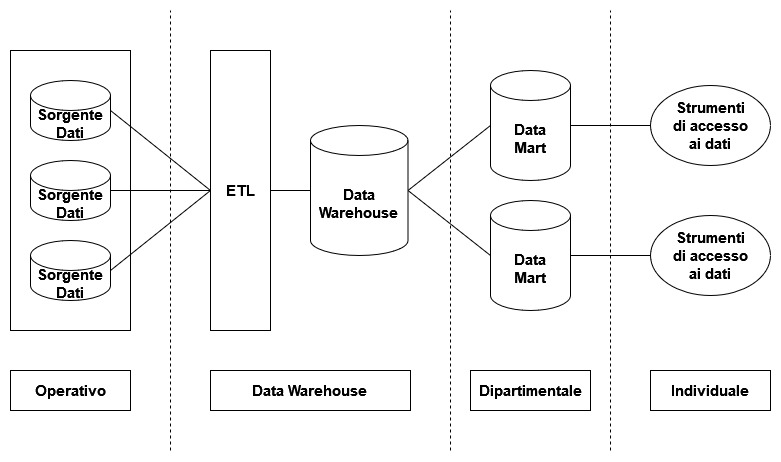 Sorgente
Dati
Sorgente
Dati
Sorgente
Dati
ETL
Data
Warehouse
Data
Mart
Data
Mart
Strumenti
di accesso
ai dati
Strumenti
di accesso
ai dati
Operativo
Data Warehouse
Dipartimentale
Individuale